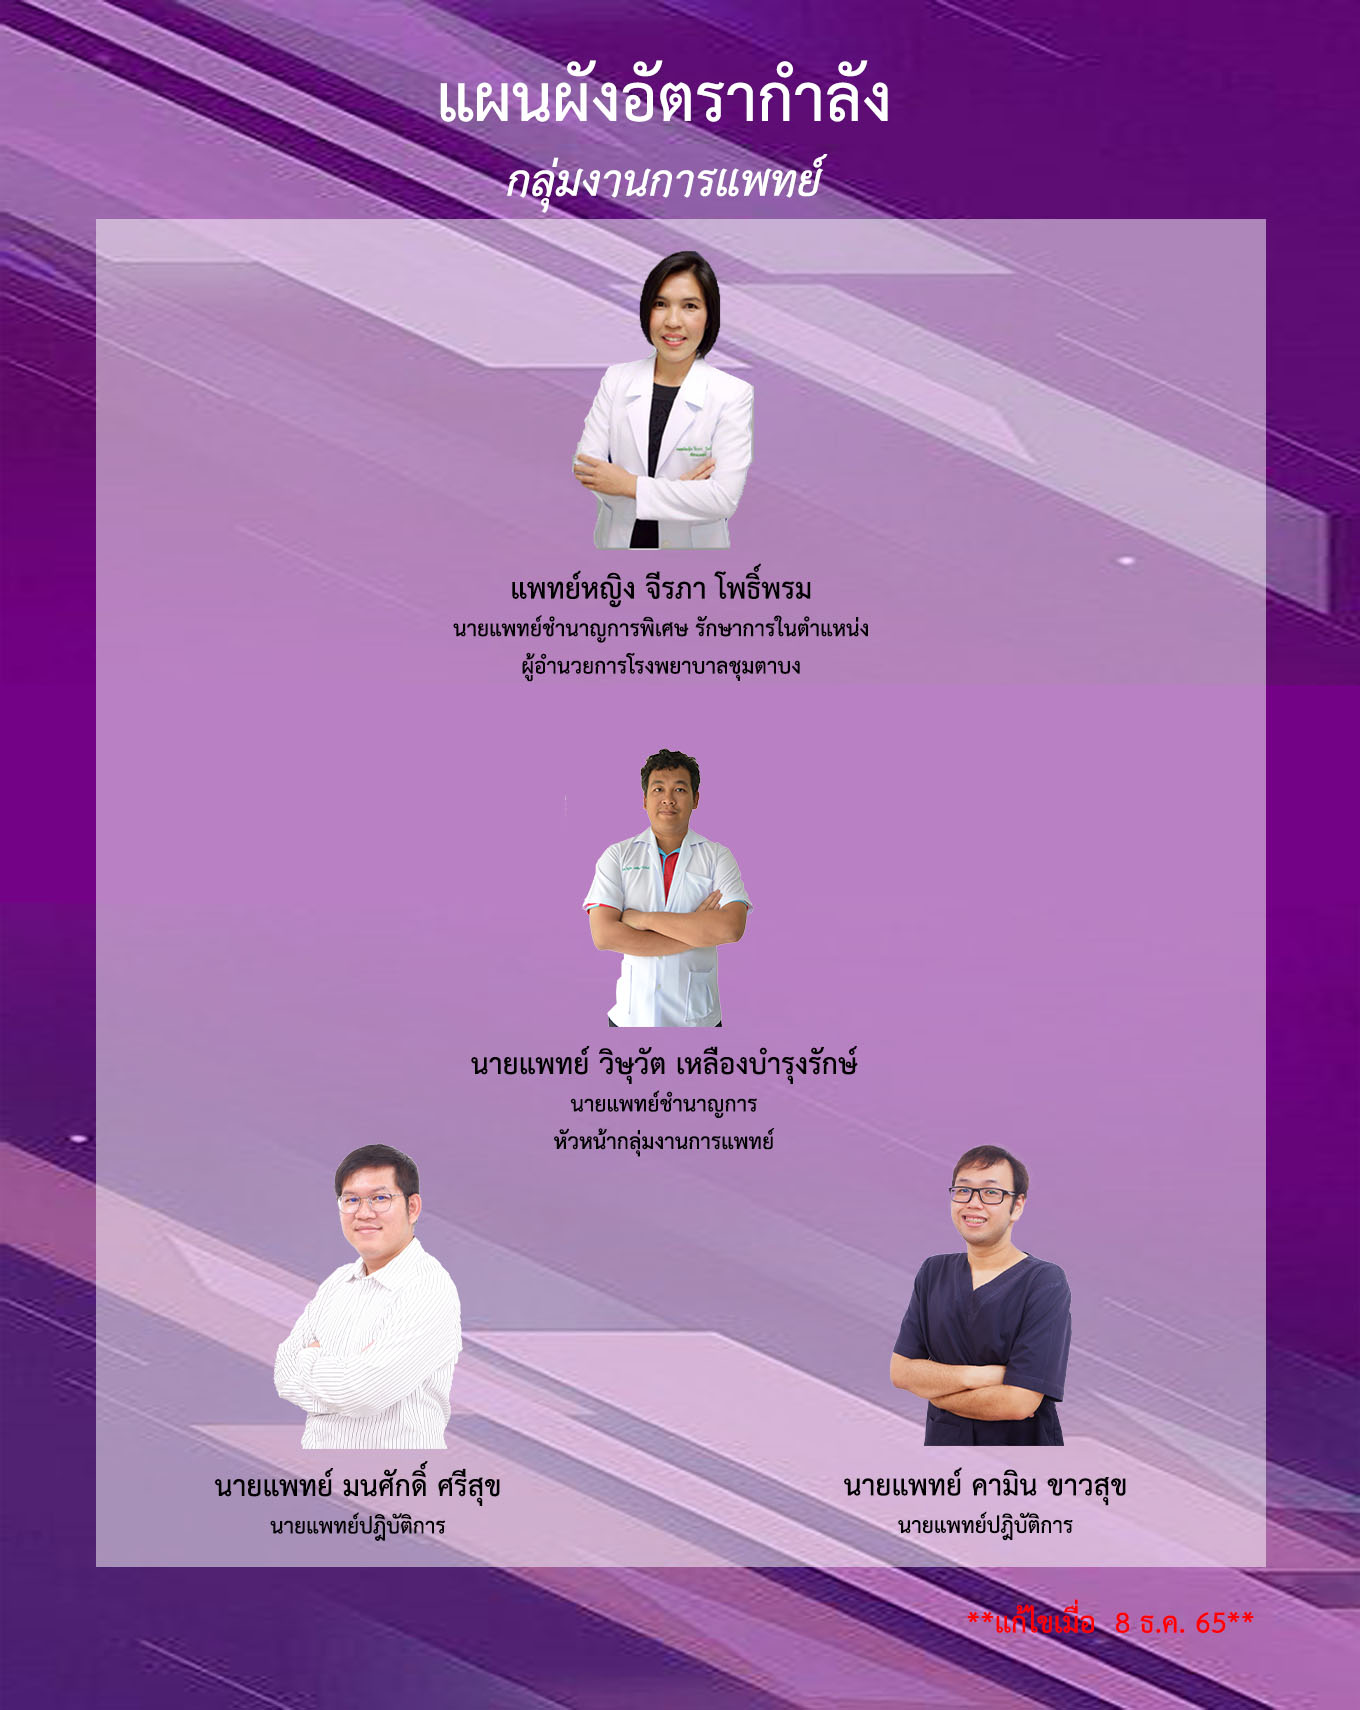 แผนผังอัตรากำลัง
กลุ่มงานการแพทย์
แพทย์หญิง จีรภา โพธิ์พรม
นายแพทย์ชำนาญการพิเศษ รักษาการในตำแหน่ง
ผู้อำนวยการโรงพยาบาลชุมตาบง
นายแพทย์ วิษุวัต เหลืองบำรุงรักษ์
นายแพทย์ชำนาญการ
หัวหน้ากลุ่มงานการแพทย์
นายแพทย์ มนศักดิ์ ศรีสุข
นายแพทย์ปฎิบัติการ
นายแพทย์ คามิน ขาวสุข
นายแพทย์ปฎิบัติการ
**แก้ไขเมื่อ 8 ธ.ค. 65**